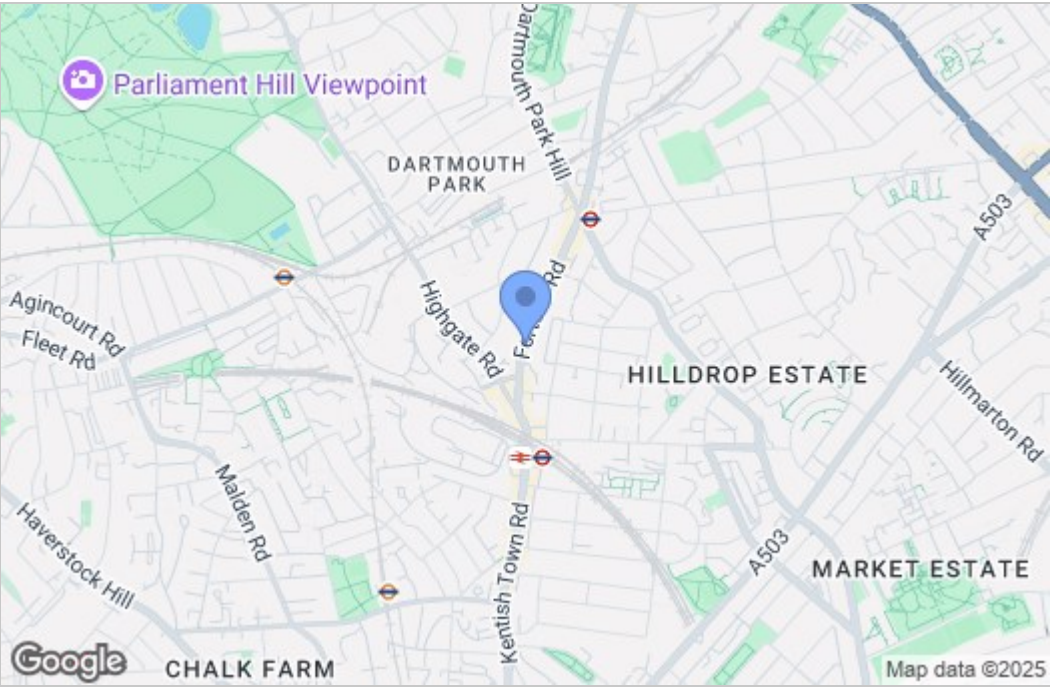 Dartmouth Park Hill
Parliament Hill Viewpoint
DARTMOUTH
PARK
A503
Rd
Highgate Rd
Agincourt Rd
Fleet Rd
HILLDROP ESTATE
Hillmarton Rd
Malden Rd
Haverstock Hill
Kentish Town Rd
A503
MARKET ESTATE
Google
CHALK FARM
Map data ©2025